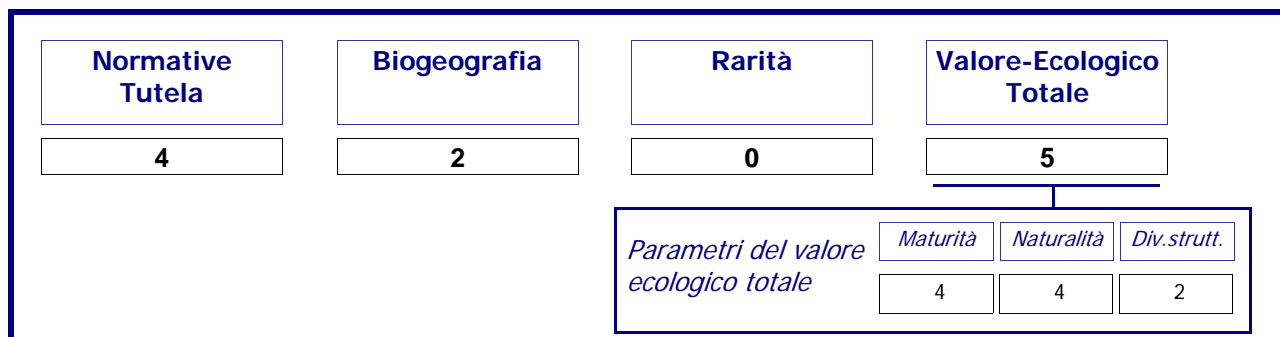 Normative
Tutela
Biogeografia
Rarità
Valore-Ecologico
Totale
4
2
0
5
Parametri del valore
ecologico totale
Maturità
Naturalità
Div.strutt.
4
4
2